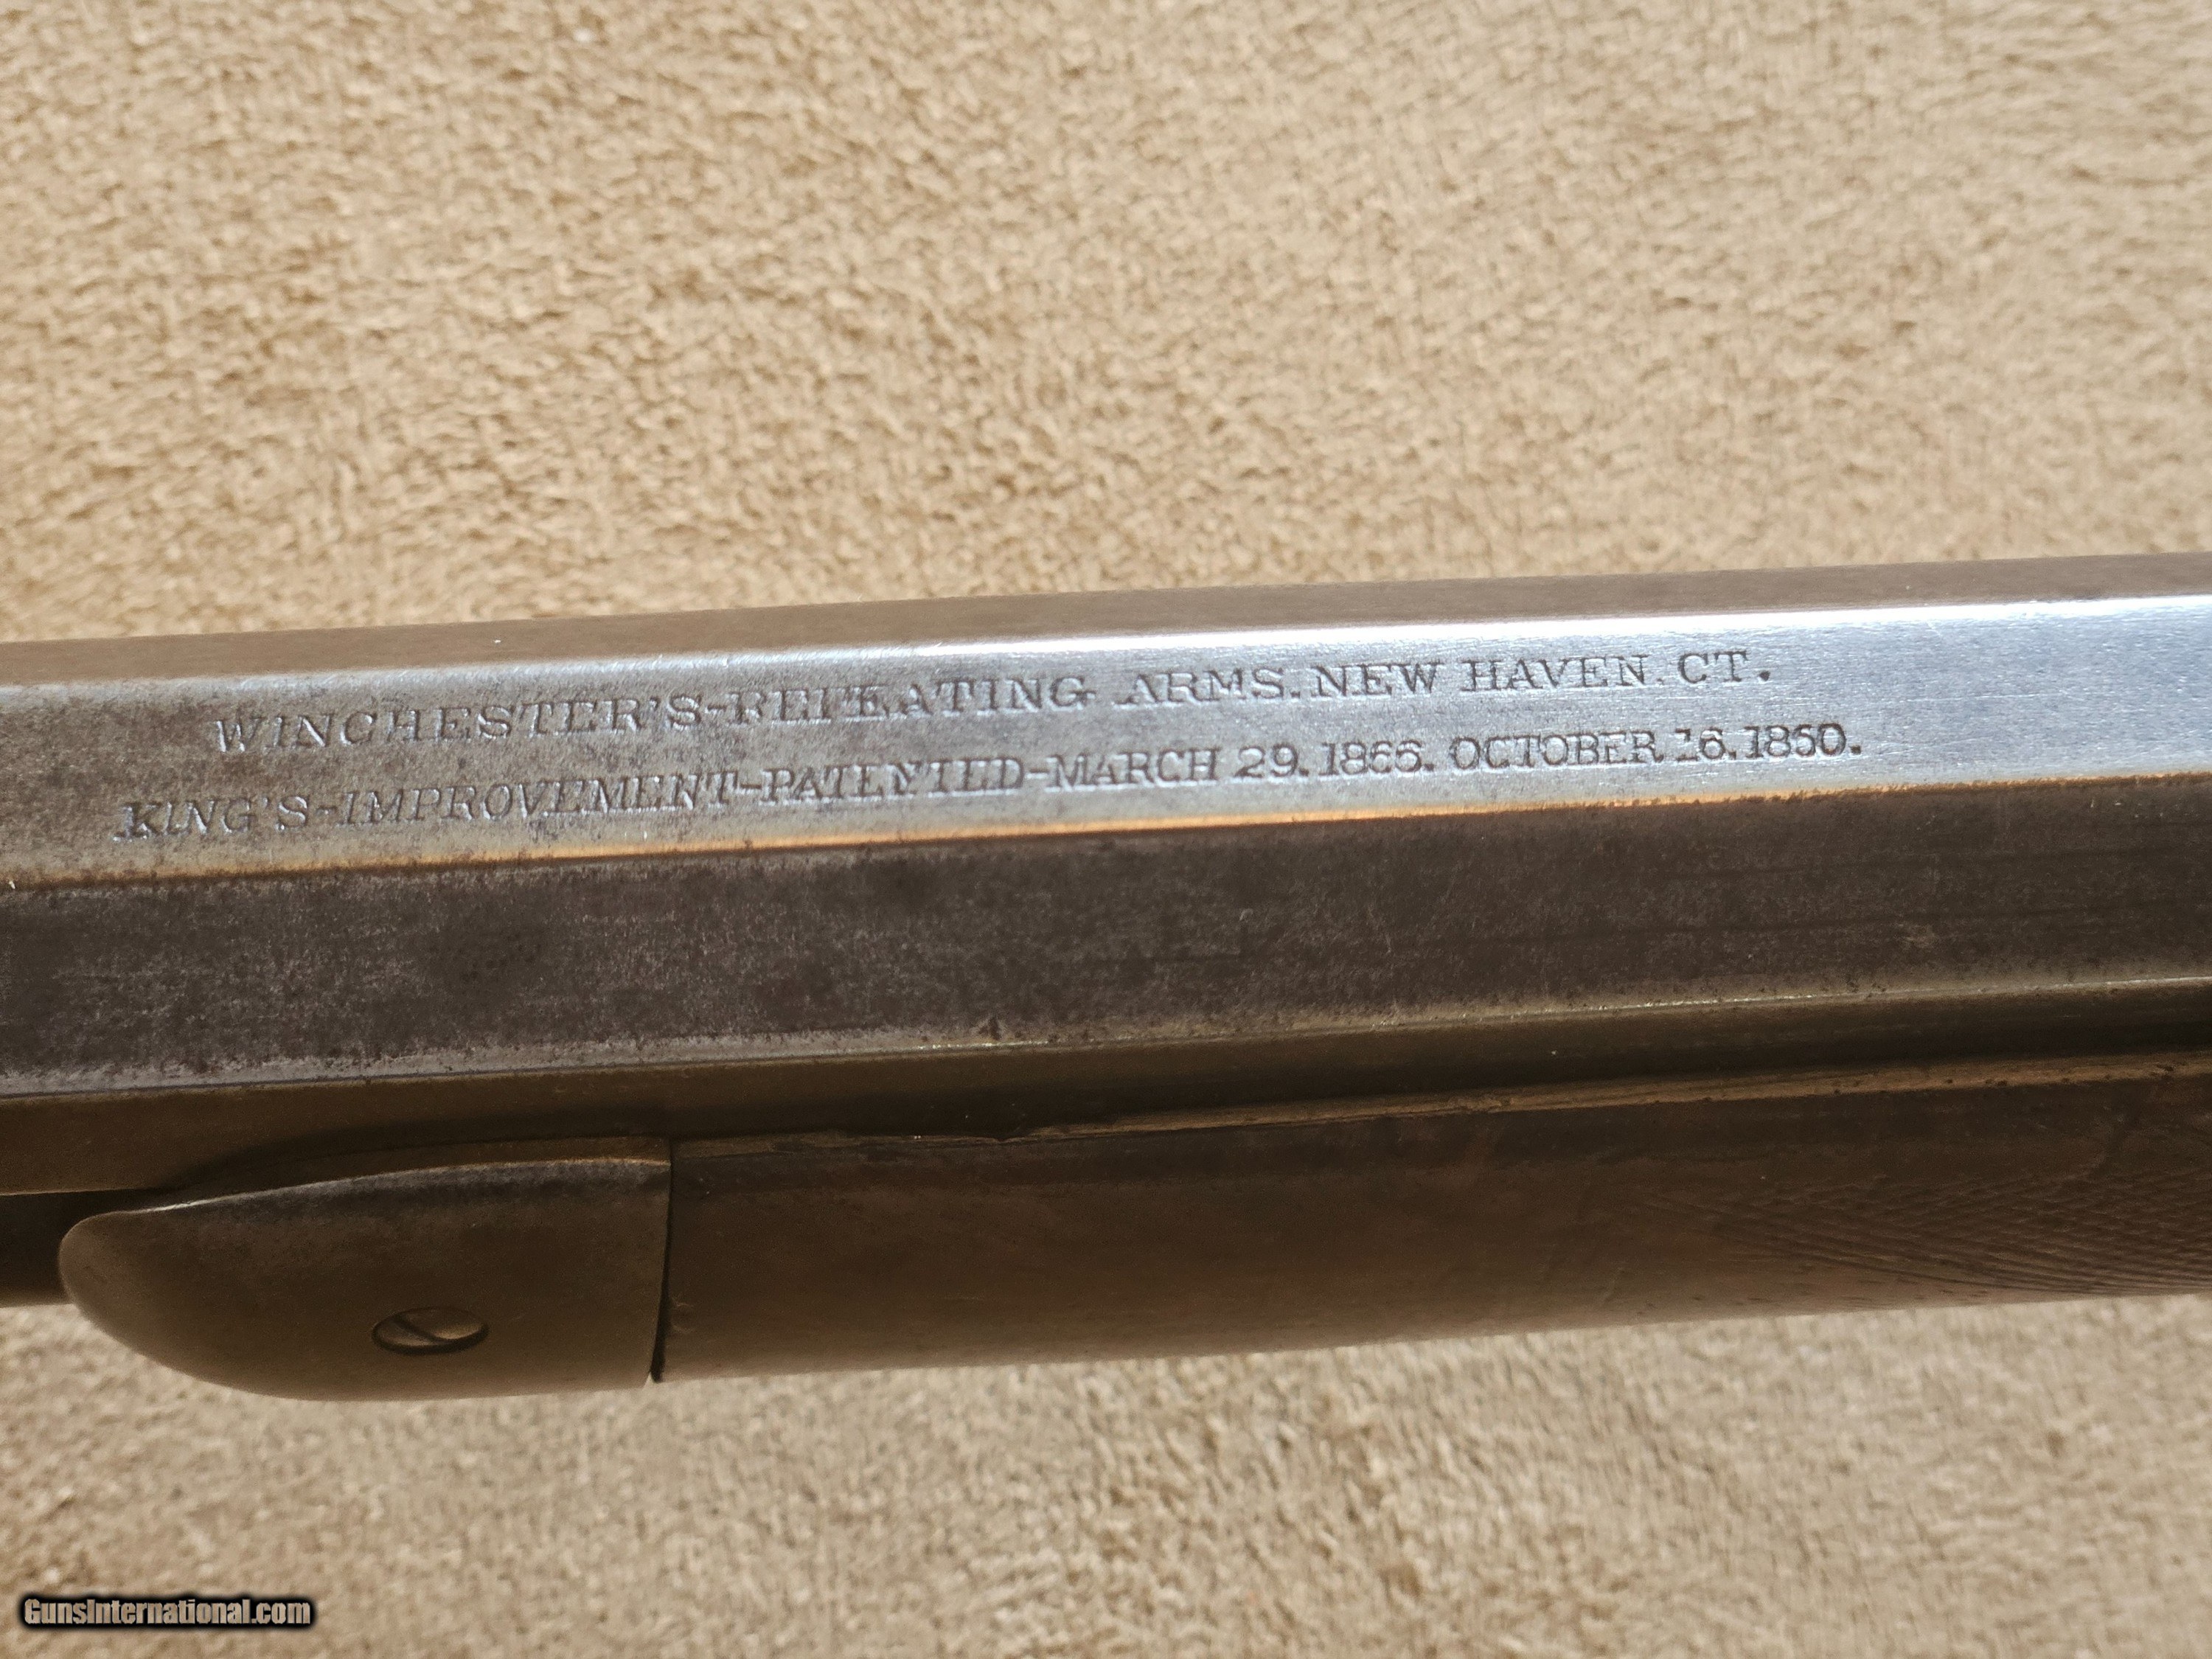 WINCHESTER'S-REPEATING ARMS. NEW HAVEN. CT.
KING'S-IMPROVEMENT-PATENTED-MARCH 29. 1866. OCTOBER 16. 1860.
GunsInternational.com